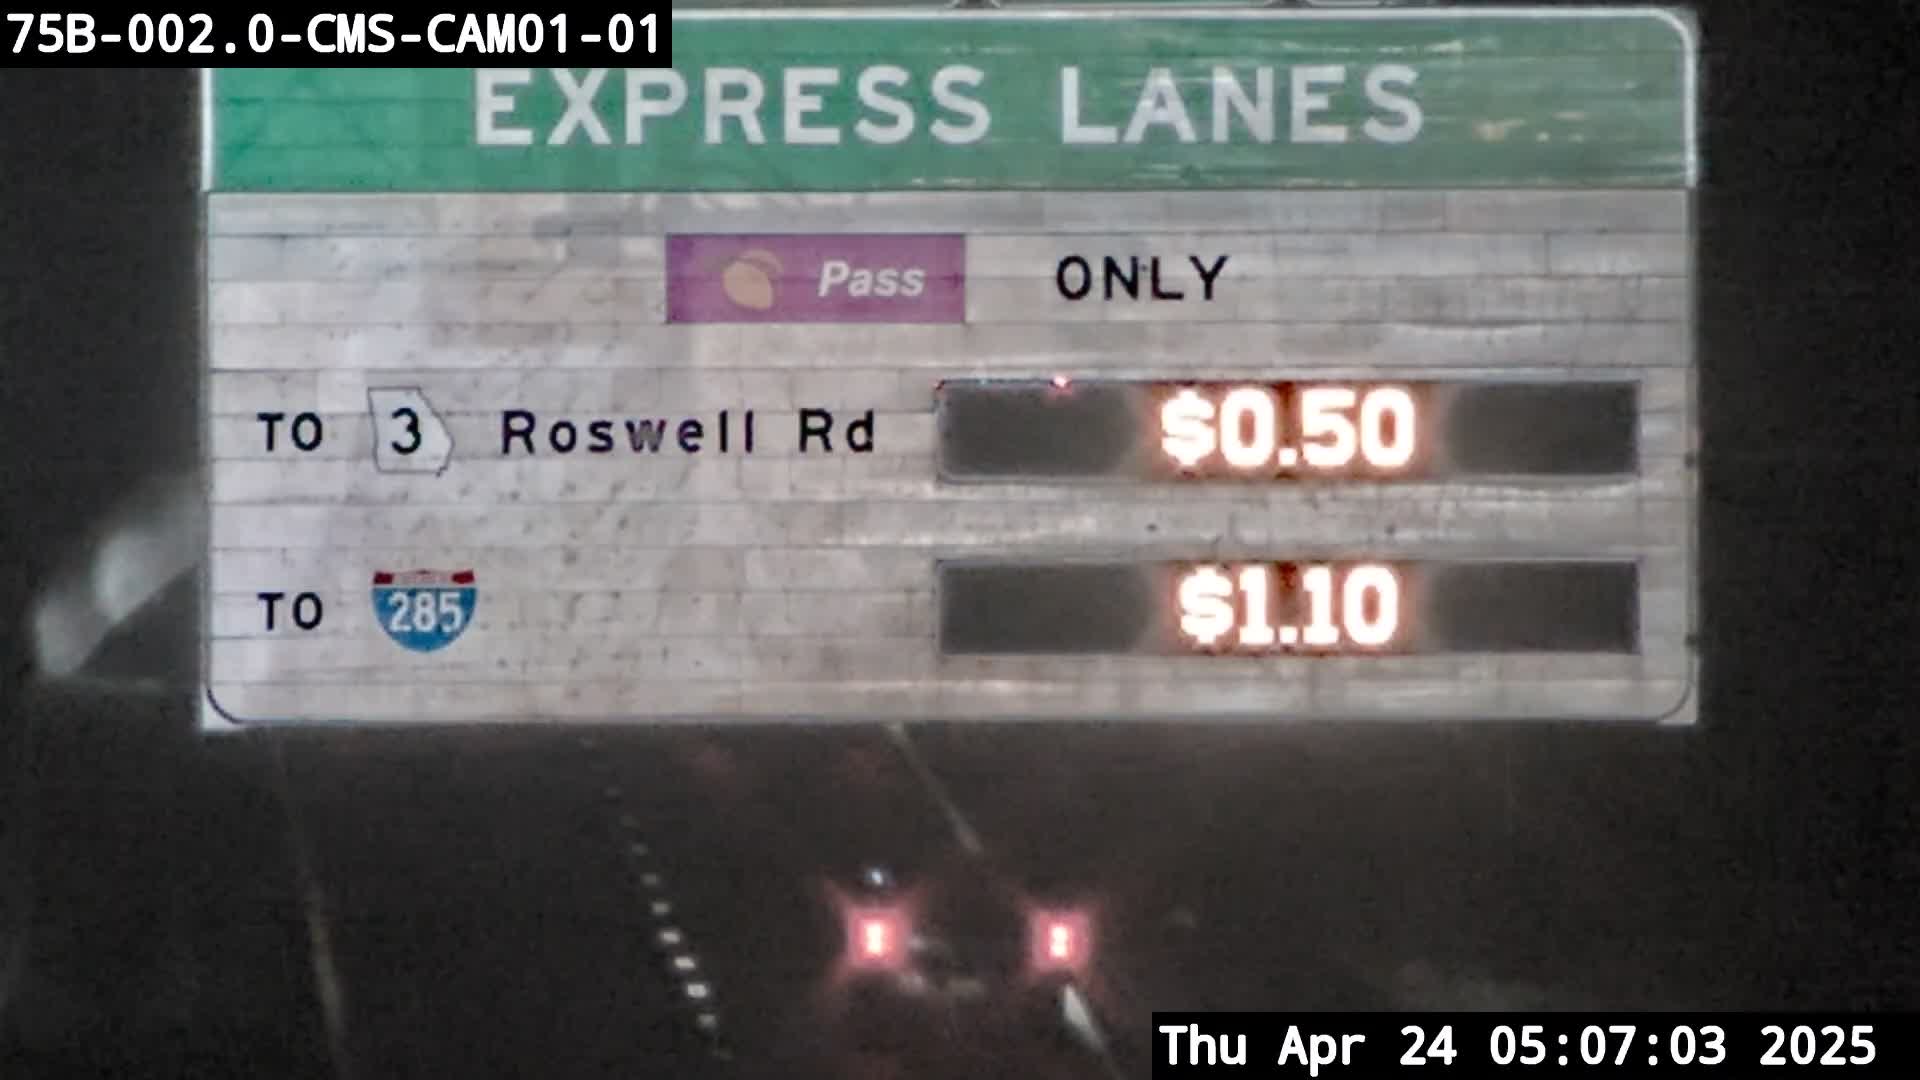 75B-002.0-CMS-CAM01-01
EXPRESS LANES
Pass ONLY
TO 3 Roswell Rd $0.50
TO 285 $1.10
Thu Apr 24 05:07:03 2025